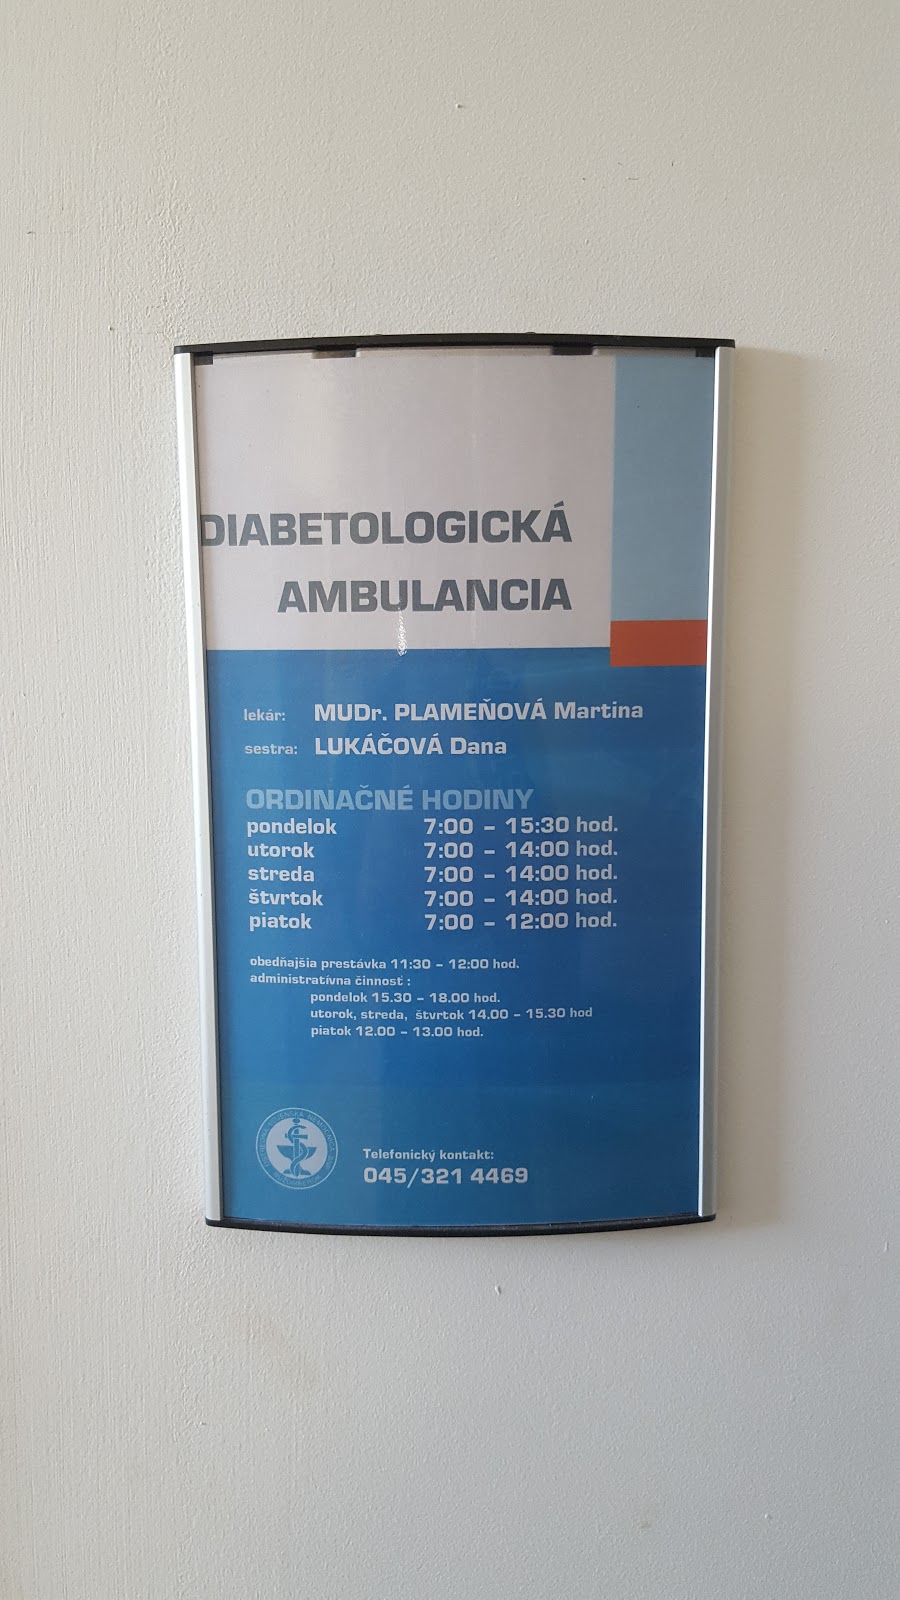 DIABETOLOGICKÁ
AMBULANCIA
lekár: MUDr. PLAMEŇOVÁ Martina
sestra: LUKÁČOVÁ Dana
ORDINAČNÉ HODINY
pondelok 7:00 – 15:30 hod.
utorok 7:00 – 14:00 hod.
streda 7:00 – 14:00 hod.
štvrtok 7:00 – 14:00 hod.
piatok 7:00 – 12:00 hod.
obedňajšia prestávka 11:30 – 12:00 hod.
administratívna činnosť :
pondelok 15.30 – 18.00 hod.
utorok, streda, štvrtok 14.00 – 15.30 hod
piatok 12.00 – 13.00 hod.
Telefonický kontakt:
045/321 4469